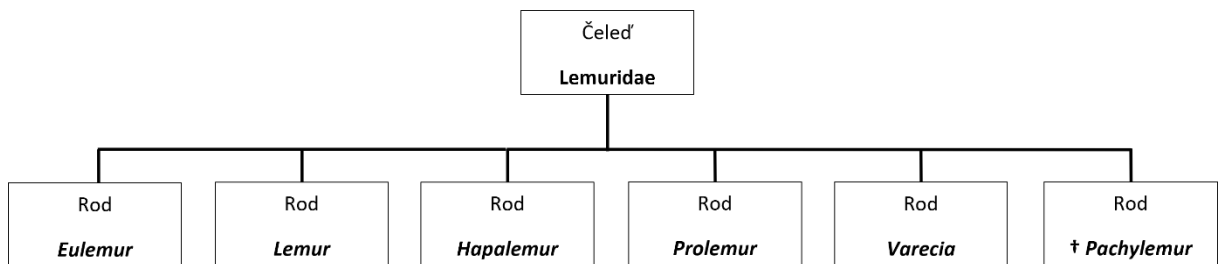 Čeleď
Lemuridae
Rod
Eulemur
Rod
Lemur
Rod
Hapalemur
Rod
Prolemur
Rod
Varecia
Rod
† Pachylemur